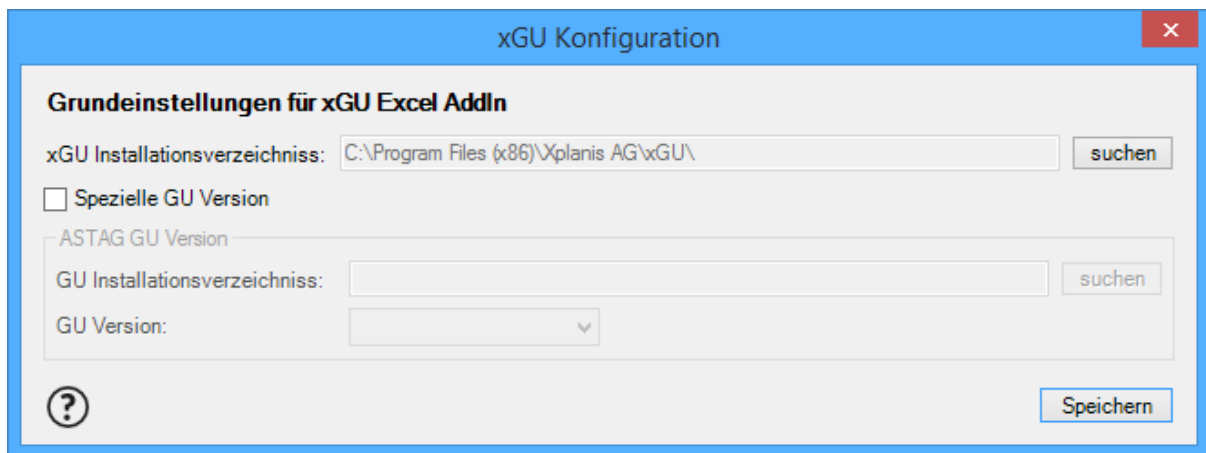 xGU Konfiguration
Grundeinstellungen für xGU Excel AddIn
xGU Installationsverzeichniss: C:\Program Files (x86)\Xplanis AG\xGU\ suchen
Spezielle GU Version
ASTAG GU Version
GU Installationsverzeichniss: suchen
GU Version:
? Speichern